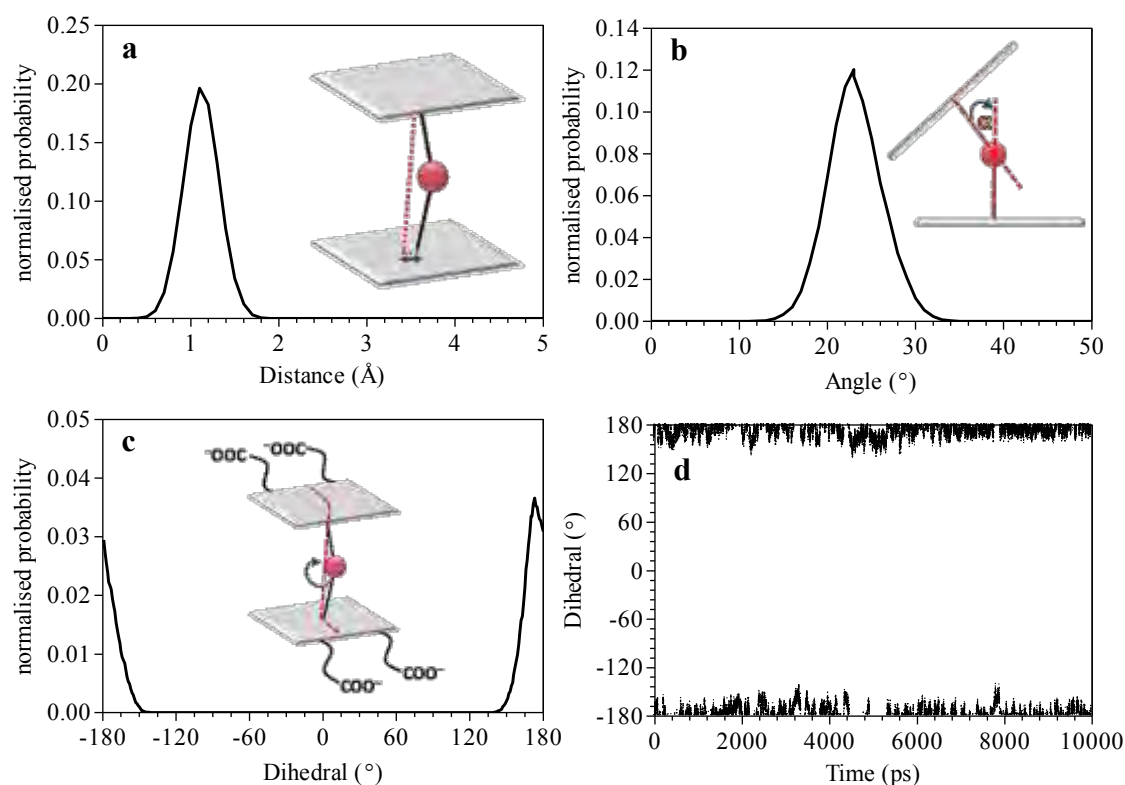 a
normalised probability
0.25
0.20
0.15
0.10
0.05
0.00
0 1 2 3 4 5
Distance (Å)
b
normalised probability
0.14
0.12
0.10
0.08
0.06
0.04
0.02
0.00
α
0 10 20 30 40 50
Angle (°)
c
normalised probability
0.05
0.04
0.03
0.02
0.01
0.00
⁻OOC ⁻OOC
COO⁻ COO⁻
-180 -120 -60 0 60 120 180
Dihedral (°)
d
Dihedral (°)
180
120
60
0
-60
-120
-180
0 2000 4000 6000 8000 10000
Time (ps)